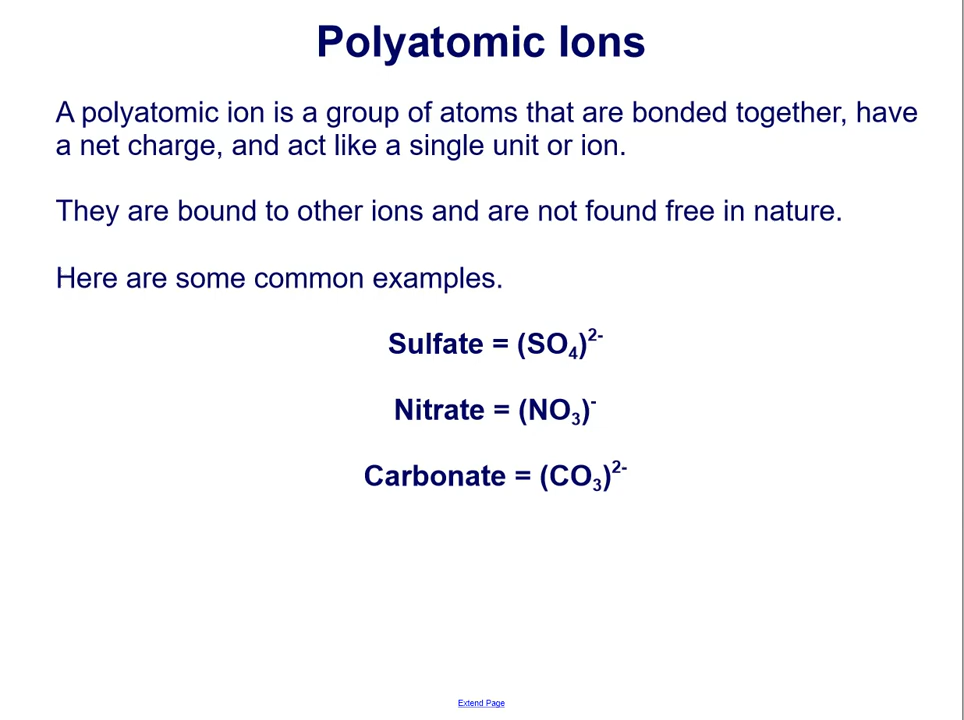 Polyatomic Ions
A polyatomic ion is a group of atoms that are bonded together, have
a net charge, and act like a single unit or ion.
They are bound to other ions and are not found free in nature.
Here are some common examples.
Sulfate = (SO₄)²⁻
Nitrate = (NO₃)⁻
Carbonate = (CO₃)²⁻
Extend Page